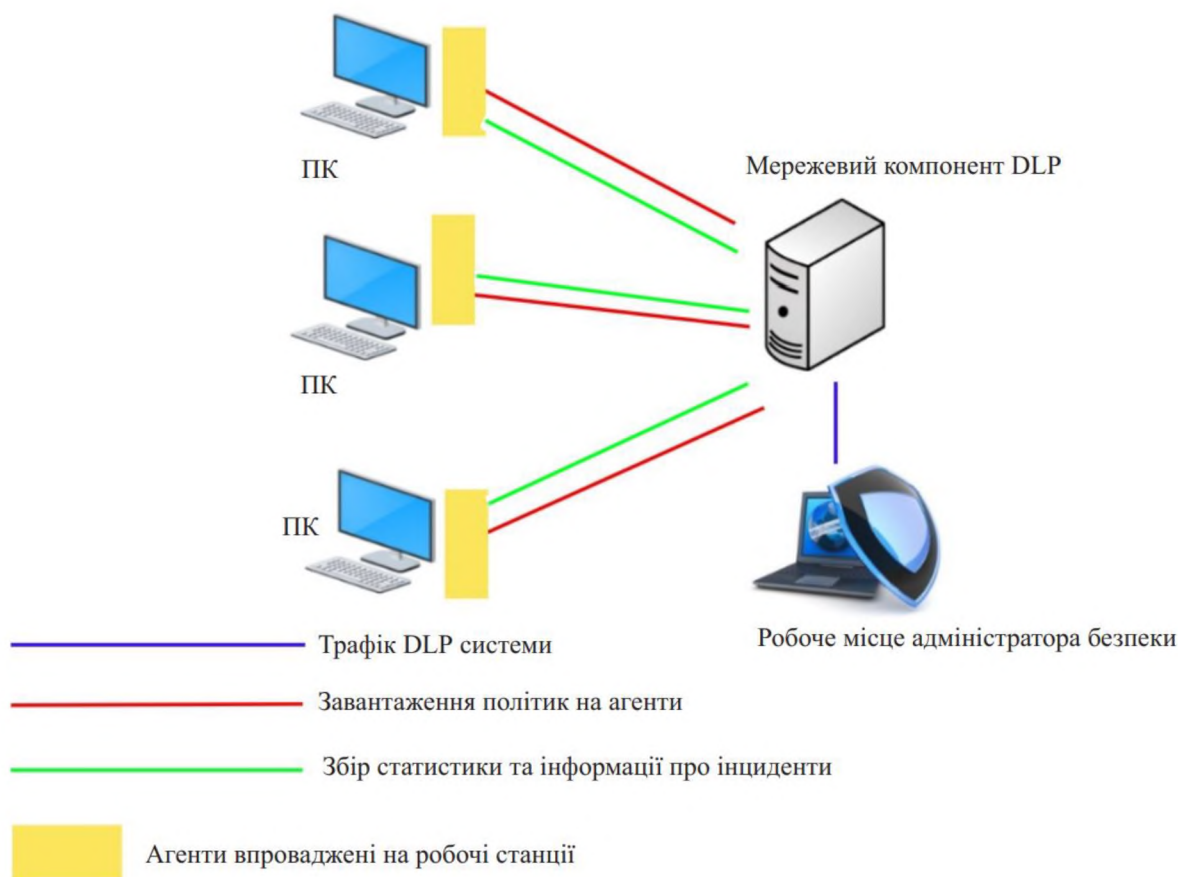 ПК
Мережевий компонент DLP
ПК
ПК
Робоче місце адміністратора безпеки
Трафік DLP системи
Завантаження політик на агенти
Збір статистики та інформації про інциденти
Агенти впроваджені на робочі станції